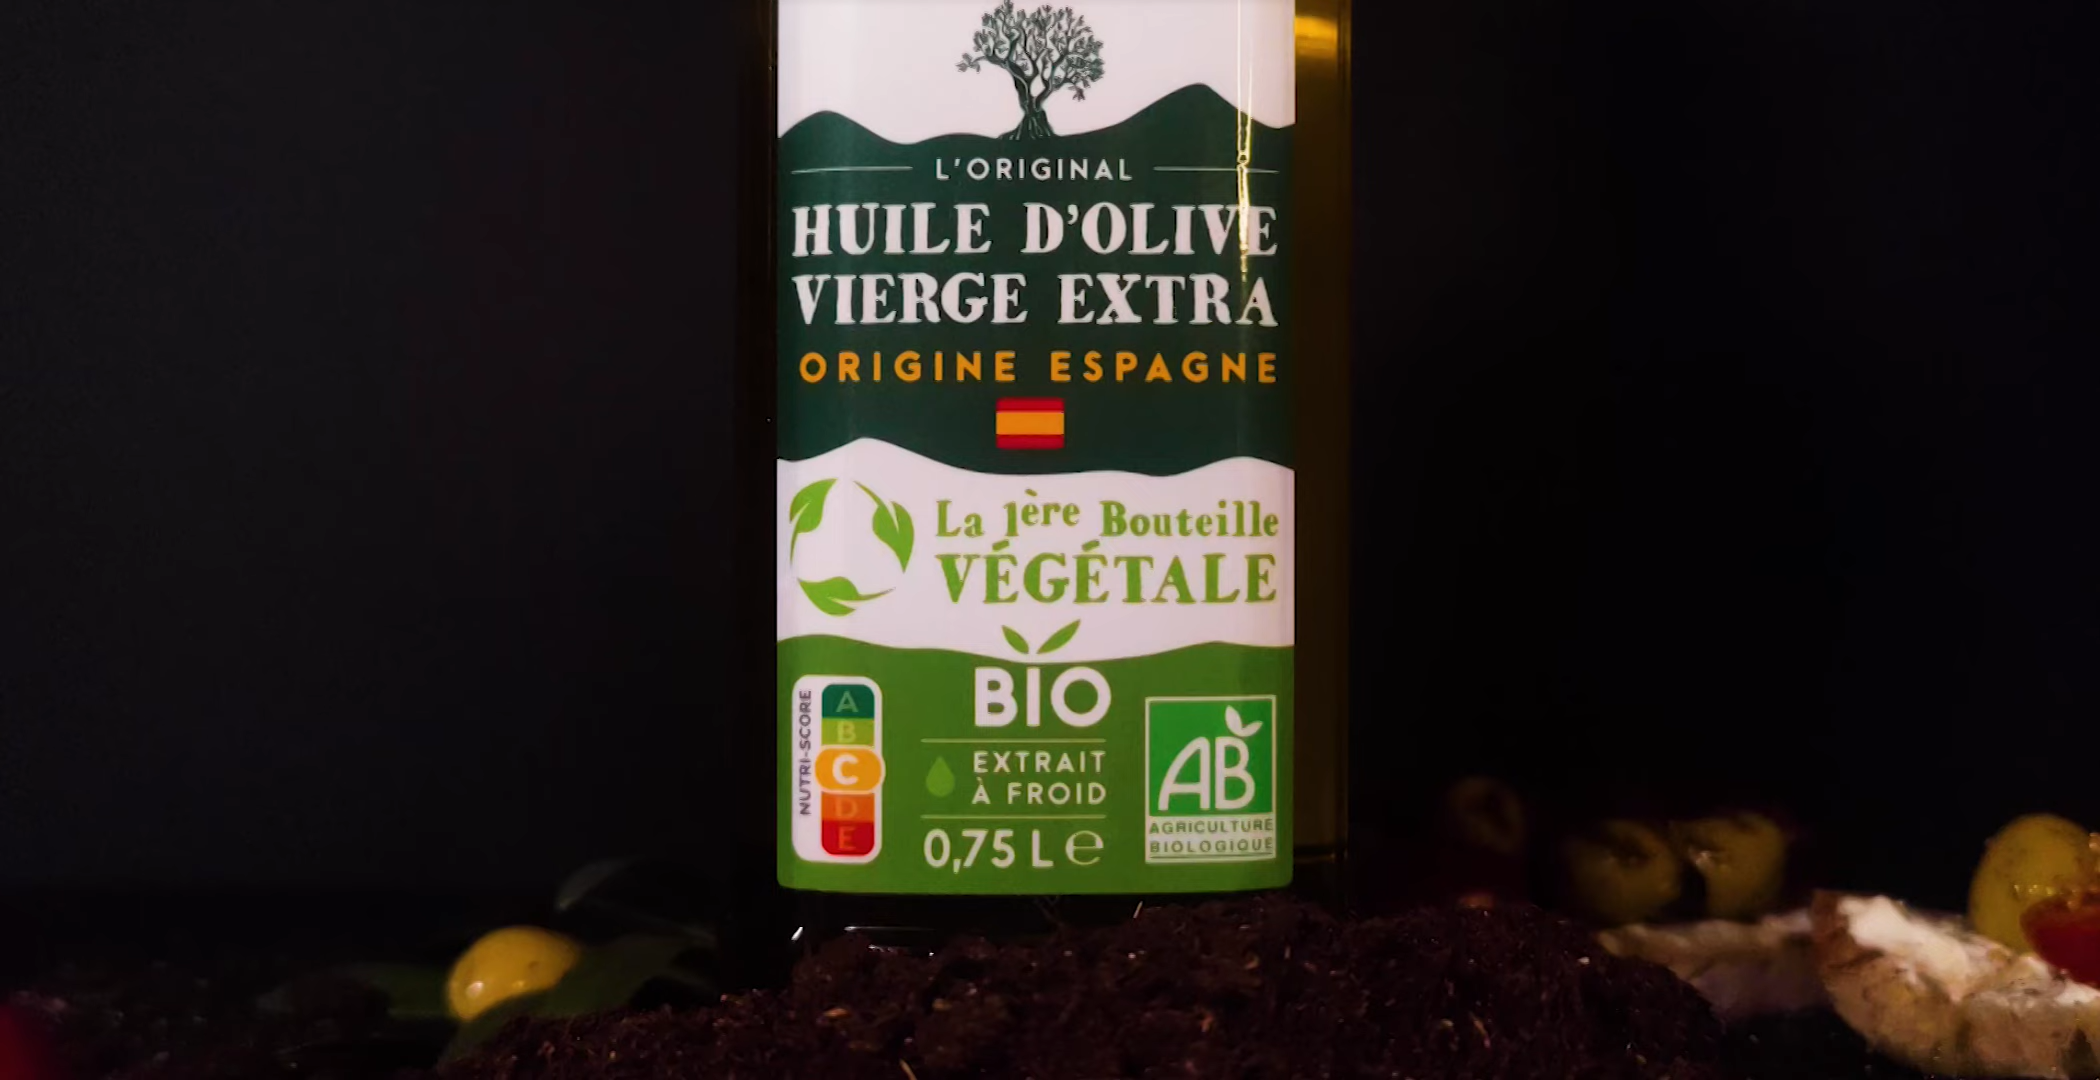 L'ORIGINAL
HUILE D'OLIVE
VIERGE EXTRA
ORIGINE ESPAGNE
La 1ère Bouteille
VÉGÉTALE
NUTRI-SCORE
A
B
C
D
E
BIO
EXTRAIT
À FROID
0,75 L e
AB
AGRICULTURE
BIOLOGIQUE